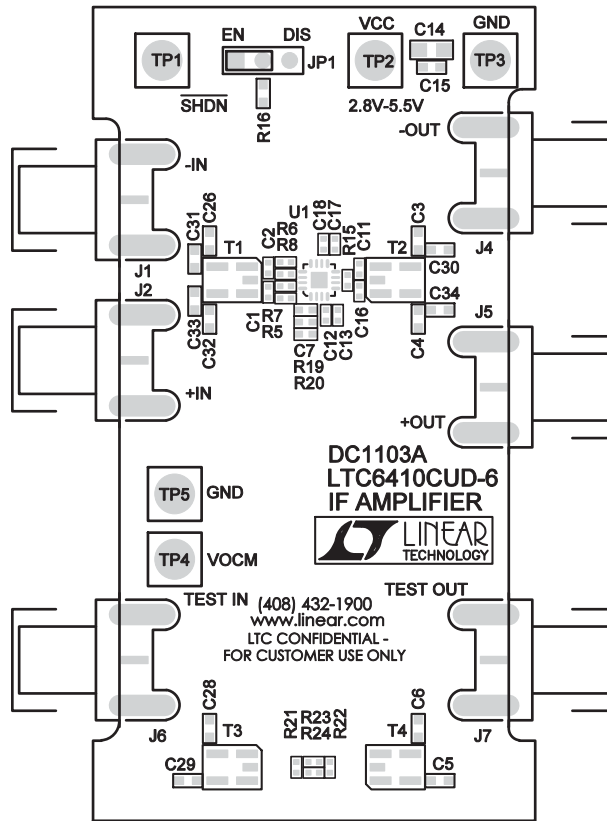 EN DIS
VCC
C14
GND
TP1
JP1
TP2
TP3
C15
SHDN
R16
2.8V-5.5V
-OUT
-IN
J1
J4
C31
C26
T1
C2
R6
R8
U1
C18
C17
R15
C11
T2
C3
C30
J2
C33
C32
C1
R7
R5
C7
R19
R20
C12
C13
C16
C4
C34
J5
+IN
+OUT
DC1103A
LTC6410CUD-6
IF AMPLIFIER
LINEAR
TECHNOLOGY
TP5
GND
TP4
VOCM
TEST IN
TEST OUT
(408) 432-1900
www.linear.com
LTC CONFIDENTIAL -
FOR CUSTOMER USE ONLY
J6
J7
C28
T3
C29
R21
R23
R24
R22
T4
C6
C5